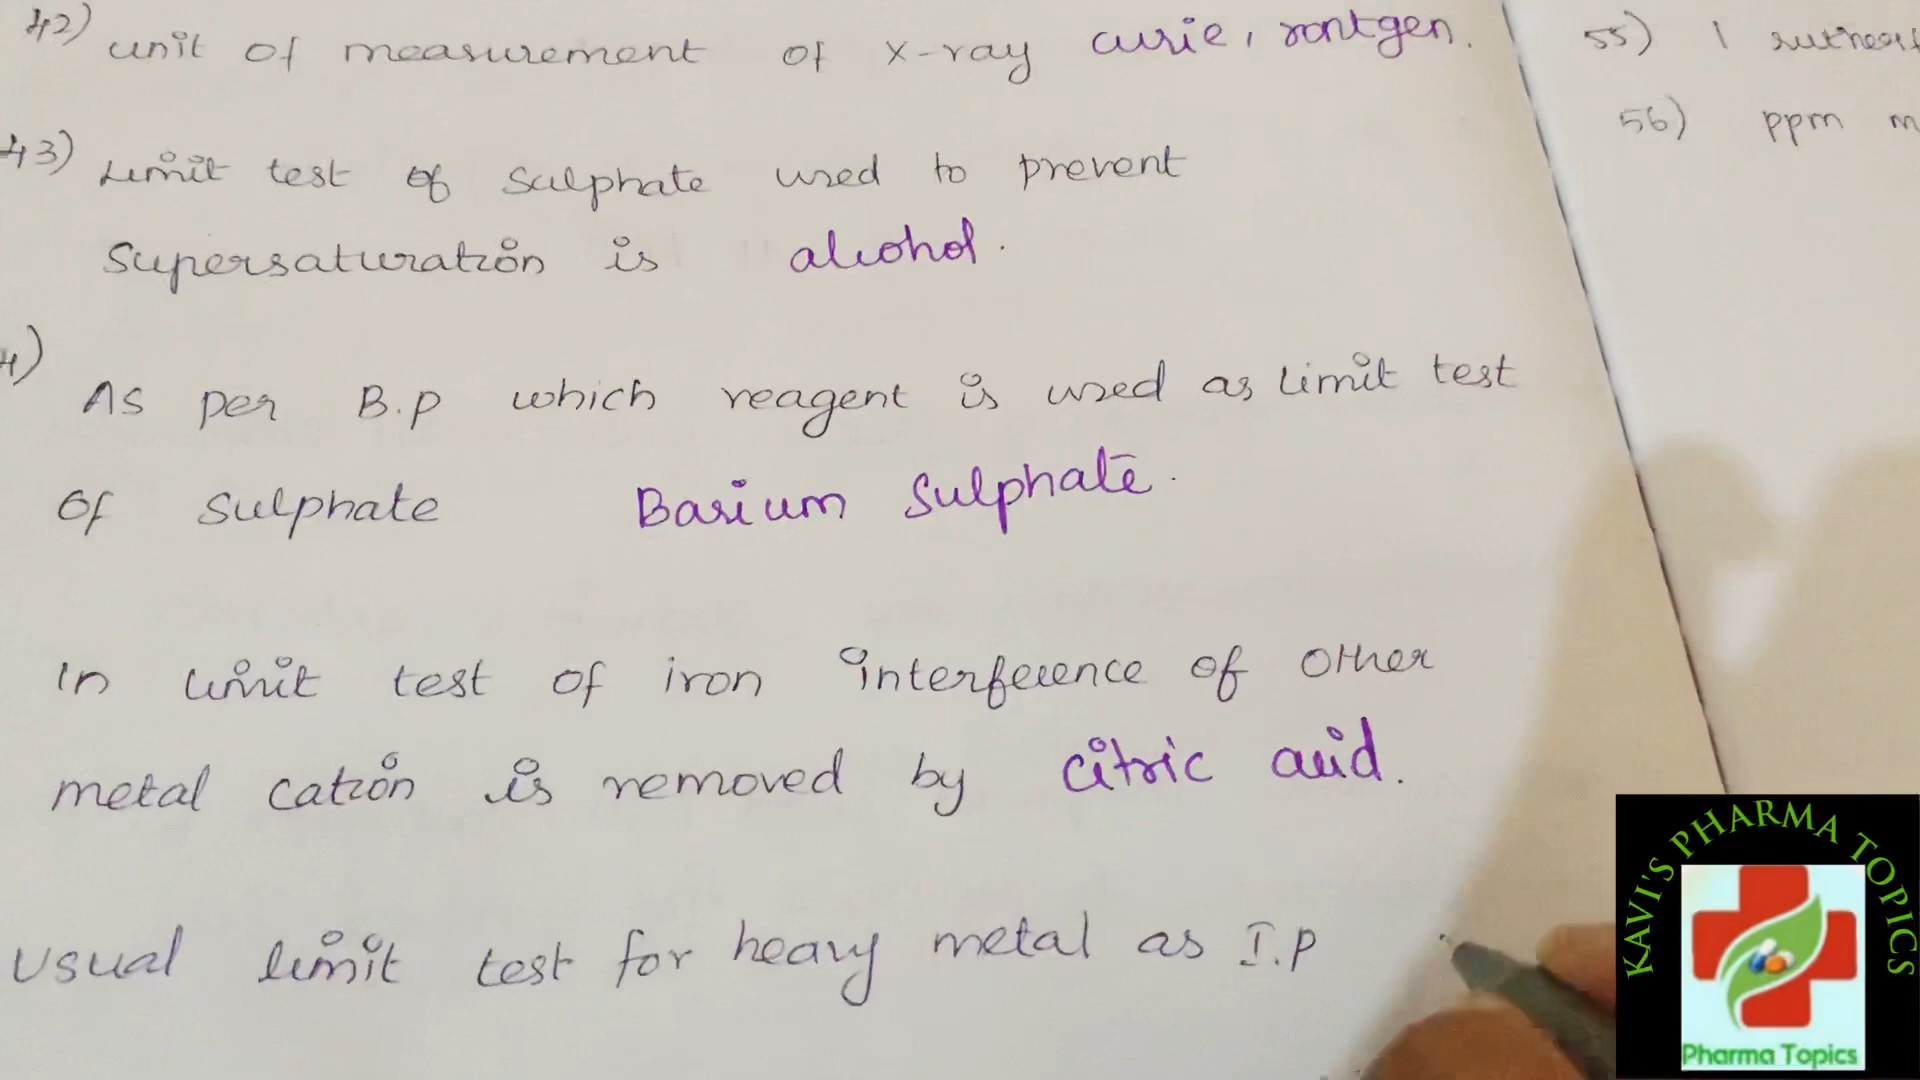 42) unit of measurement of x-ray curie, rontgen.
43) Limit test of sulphate used to prevent
supersaturation is alcohol.
4) As per B.p which reagent is used as limit test
of sulphate Barium Sulphate.
In limit test of iron interference of other
metal cation is removed by citric acid.
Usual limit test for heavy metal as I.p
55) 1
56) ppm
KAVI'S PHARMA TOPICS
Pharma Topics